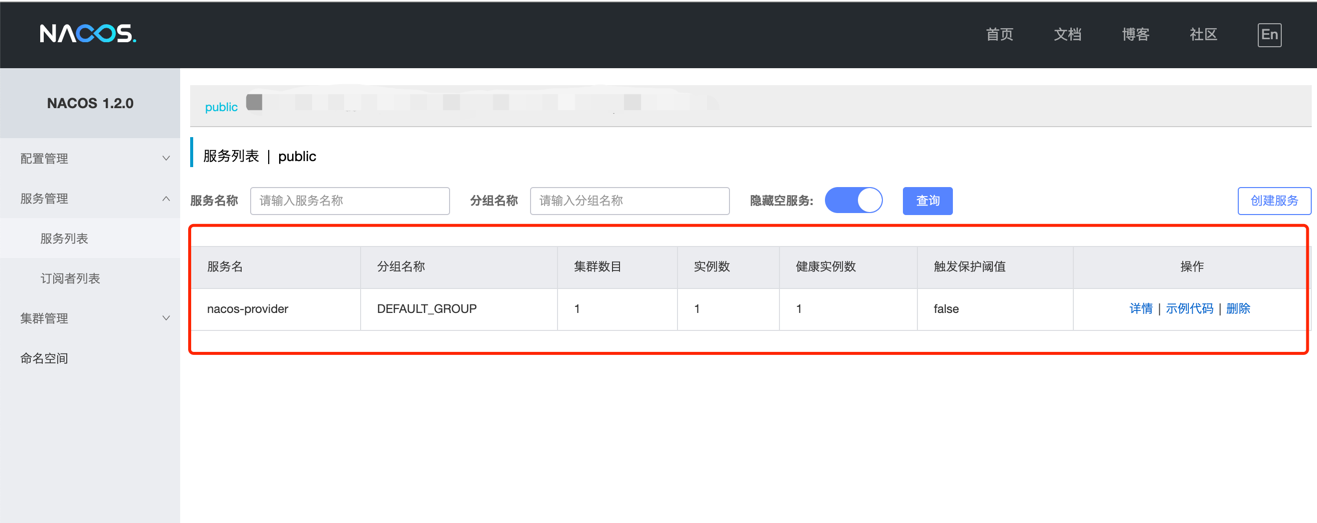 NACOS. 首页 文档 博客 社区 En
NACOS 1.2.0
public
配置管理
服务列表 | public
服务管理
服务名称 请输入服务名称 分组名称 请输入分组名称 隐藏空服务: 查询 创建服务
服务列表
订阅者列表
集群管理
命名空间
服务名 分组名称 集群数目 实例数 健康实例数 触发保护阈值 操作
nacos-provider DEFAULT_GROUP 1 1 1 false 详情 | 示例代码 | 删除